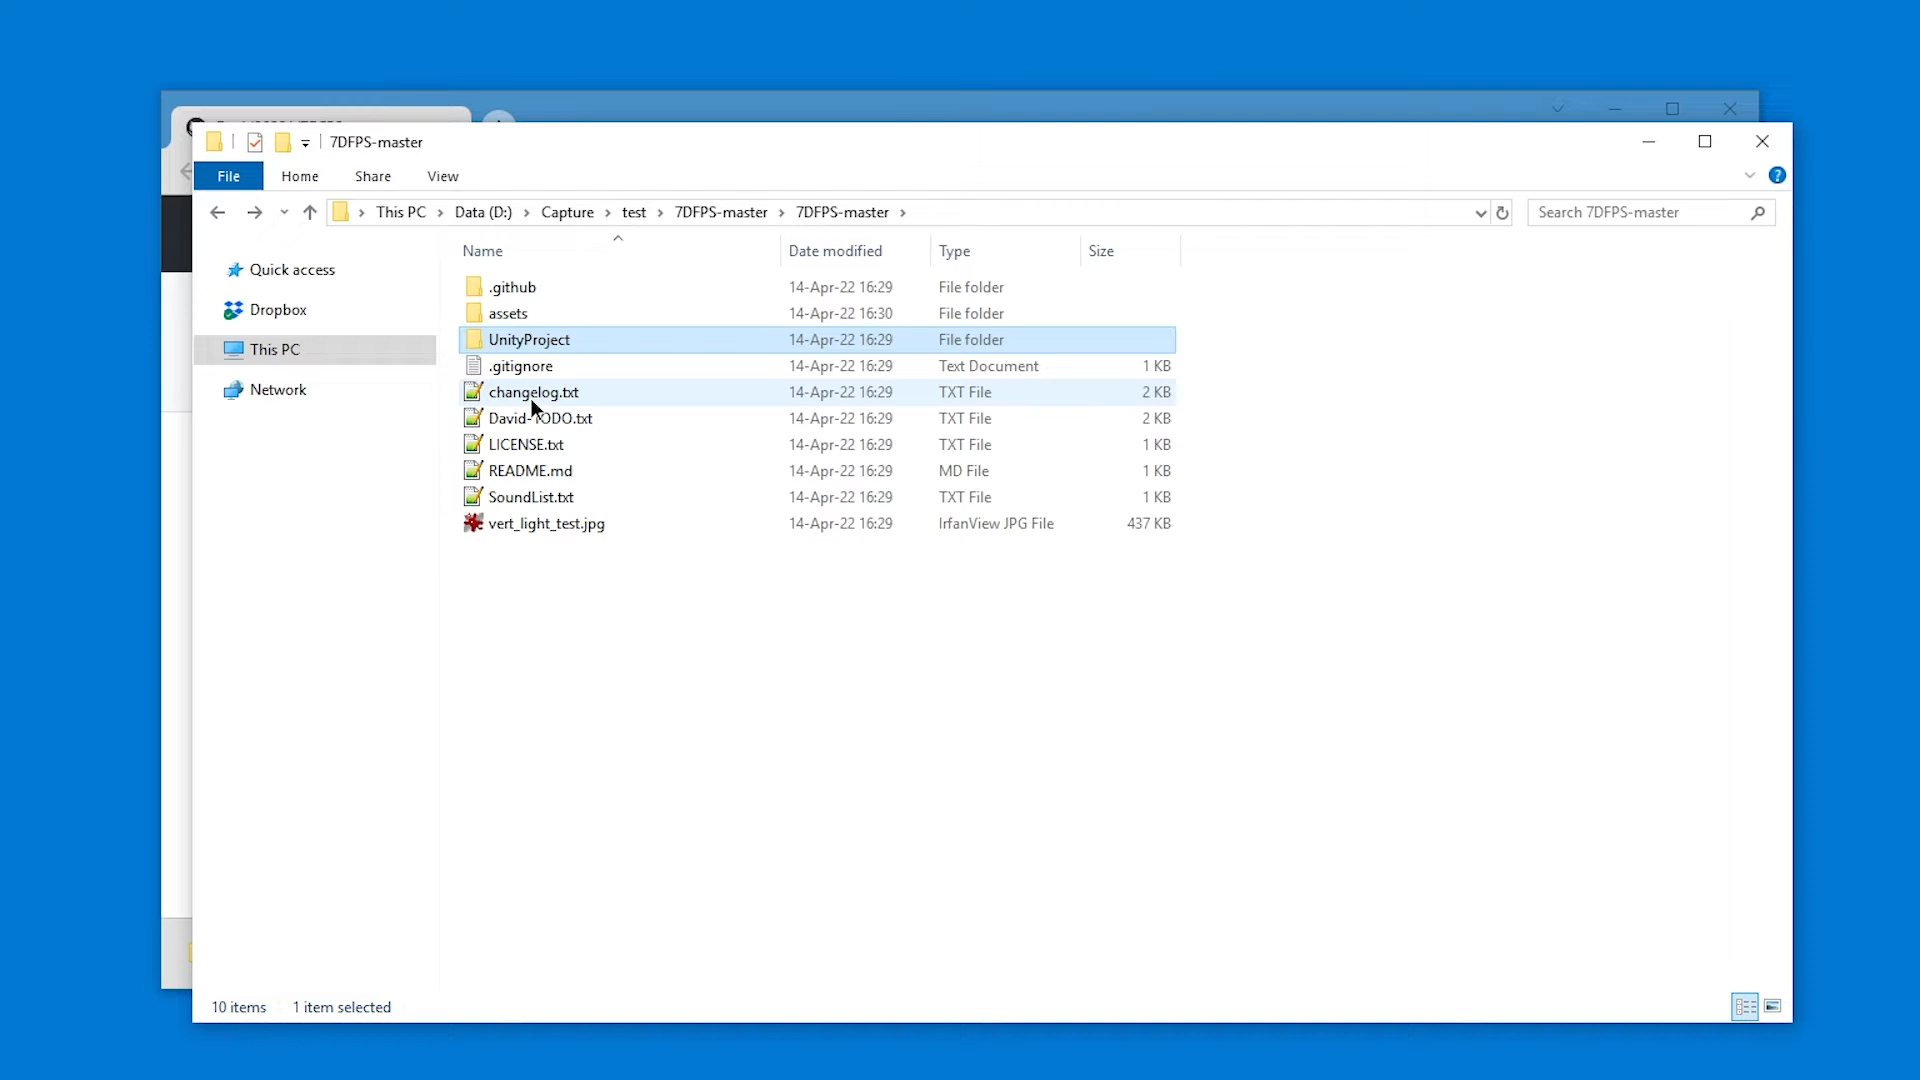 7DFPS-master
File Home Share View
This PC Data (D:) Capture test 7DFPS-master 7DFPS-master
Search 7DFPS-master
Name Date modified Type Size
Quick access
Dropbox
This PC
Network
.github 14-Apr-22 16:29 File folder
assets 14-Apr-22 16:30 File folder
UnityProject 14-Apr-22 16:29 File folder
.gitignore 14-Apr-22 16:29 Text Document 1 KB
changelog.txt 14-Apr-22 16:29 TXT File 2 KB
David-TODO.txt 14-Apr-22 16:29 TXT File 2 KB
LICENSE.txt 14-Apr-22 16:29 TXT File 1 KB
README.md 14-Apr-22 16:29 MD File 1 KB
SoundList.txt 14-Apr-22 16:29 TXT File 1 KB
vert_light_test.jpg 14-Apr-22 16:29 IrfanView JPG File 437 KB
10 items 1 item selected